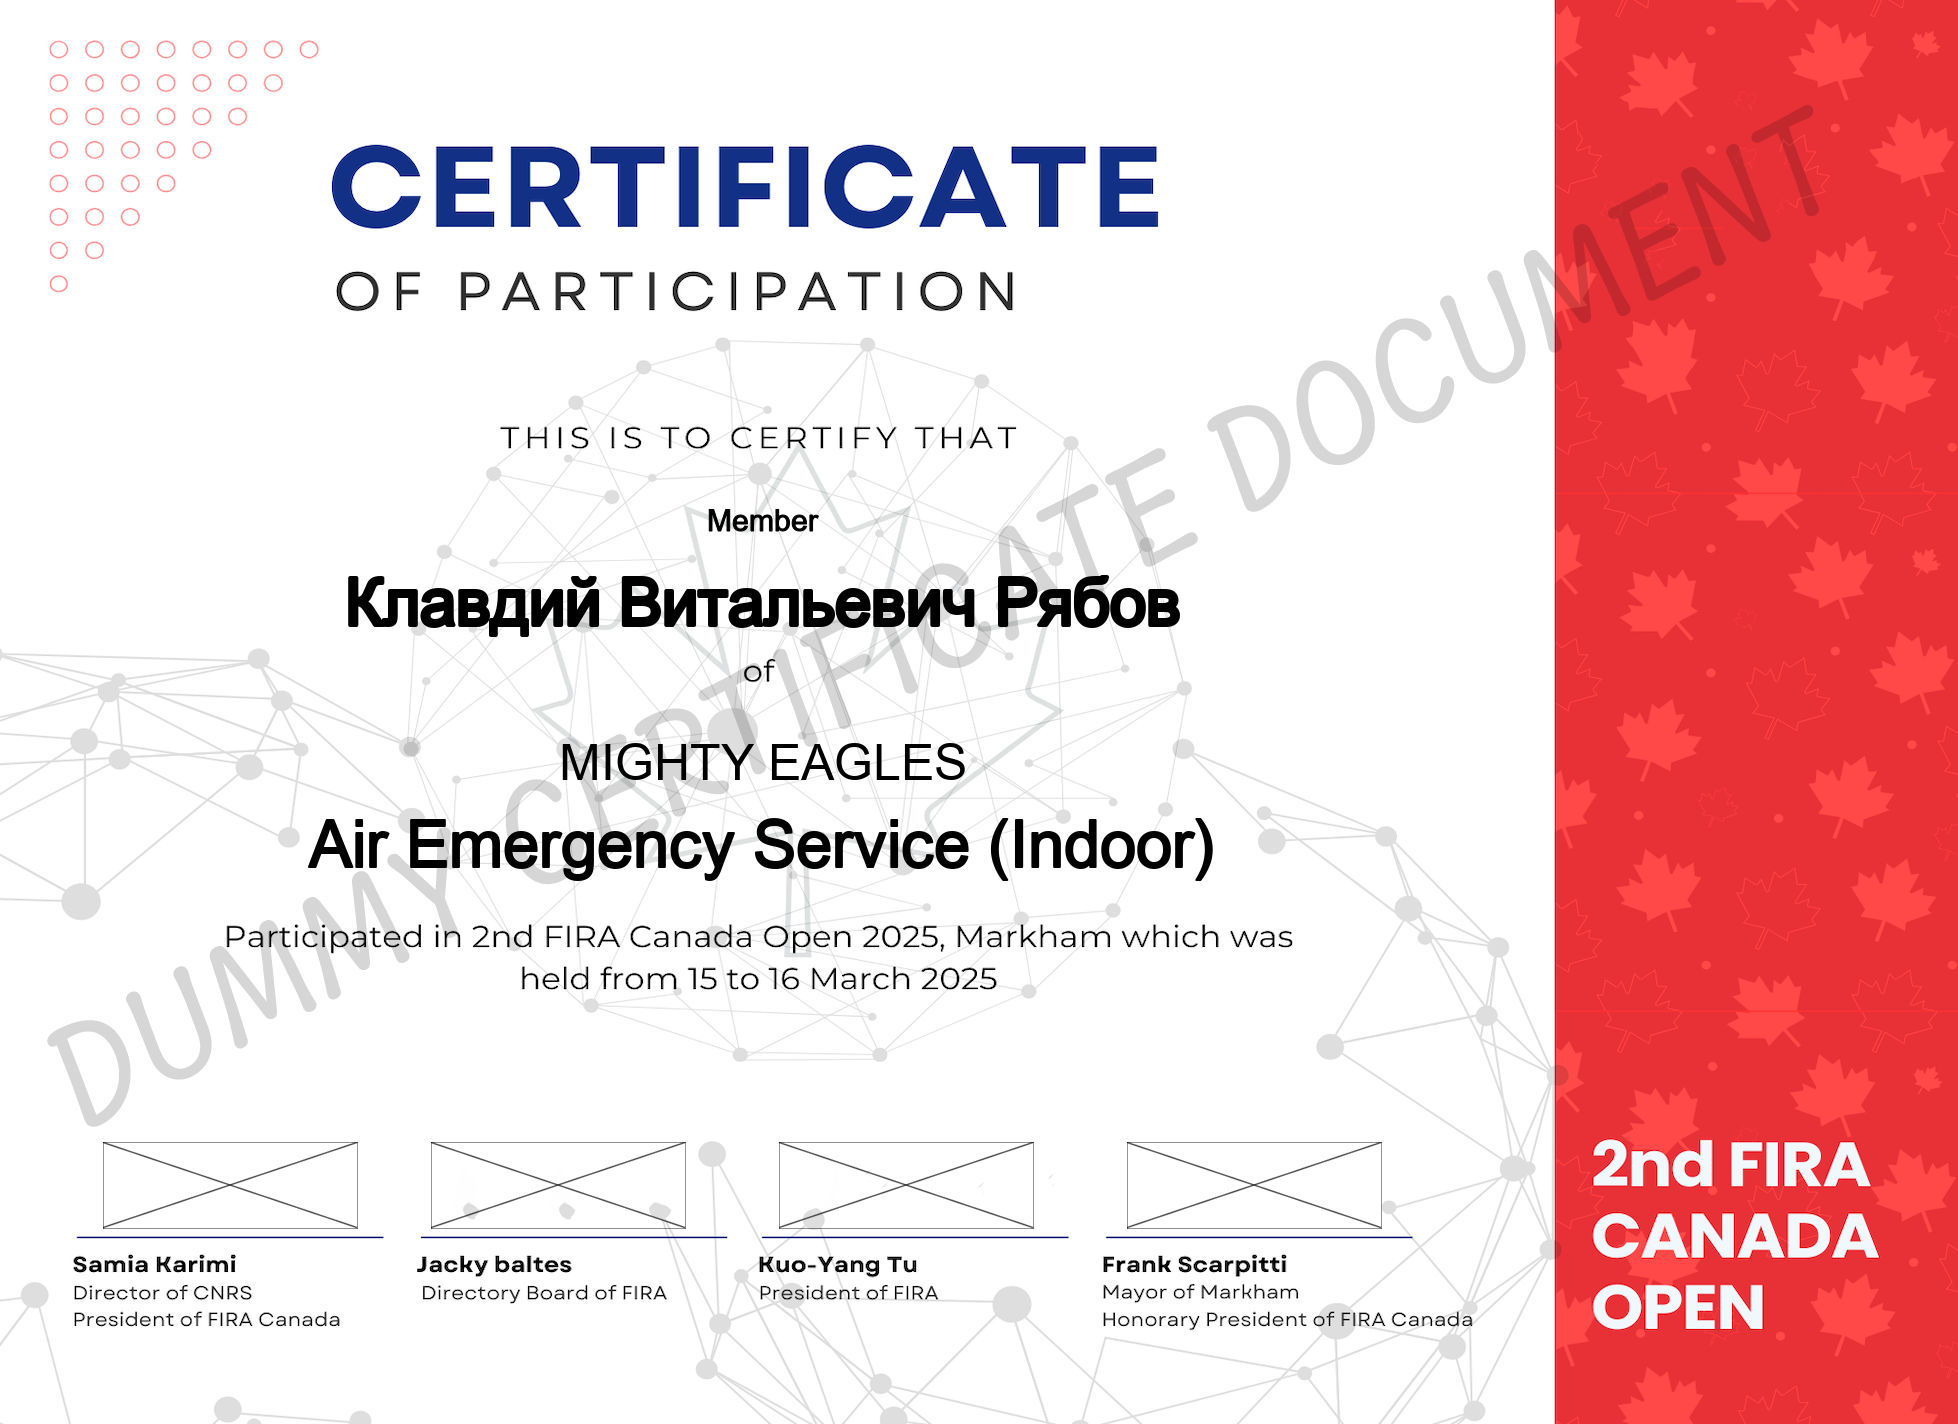 CERTIFICATE
OF PARTICIPATION
THIS IS TO CERTIFY THAT
Member
Клавдий Витальевич Рябов
of
MIGHTY EAGLES
Air Emergency Service (Indoor)
Participated in 2nd FIRA Canada Open 2025, Markham which was
held from 15 to 16 March 2025
DUMMY CERTIFICATE DOCUMENT
Samia Karimi
Director of CNRS
President of FIRA Canada
Jacky baltes
Directory Board of FIRA
Kuo-Yang Tu
President of FIRA
Frank Scarpitti
Mayor of Markham
Honorary President of FIRA Canada
2nd FIRA
CANADA
OPEN